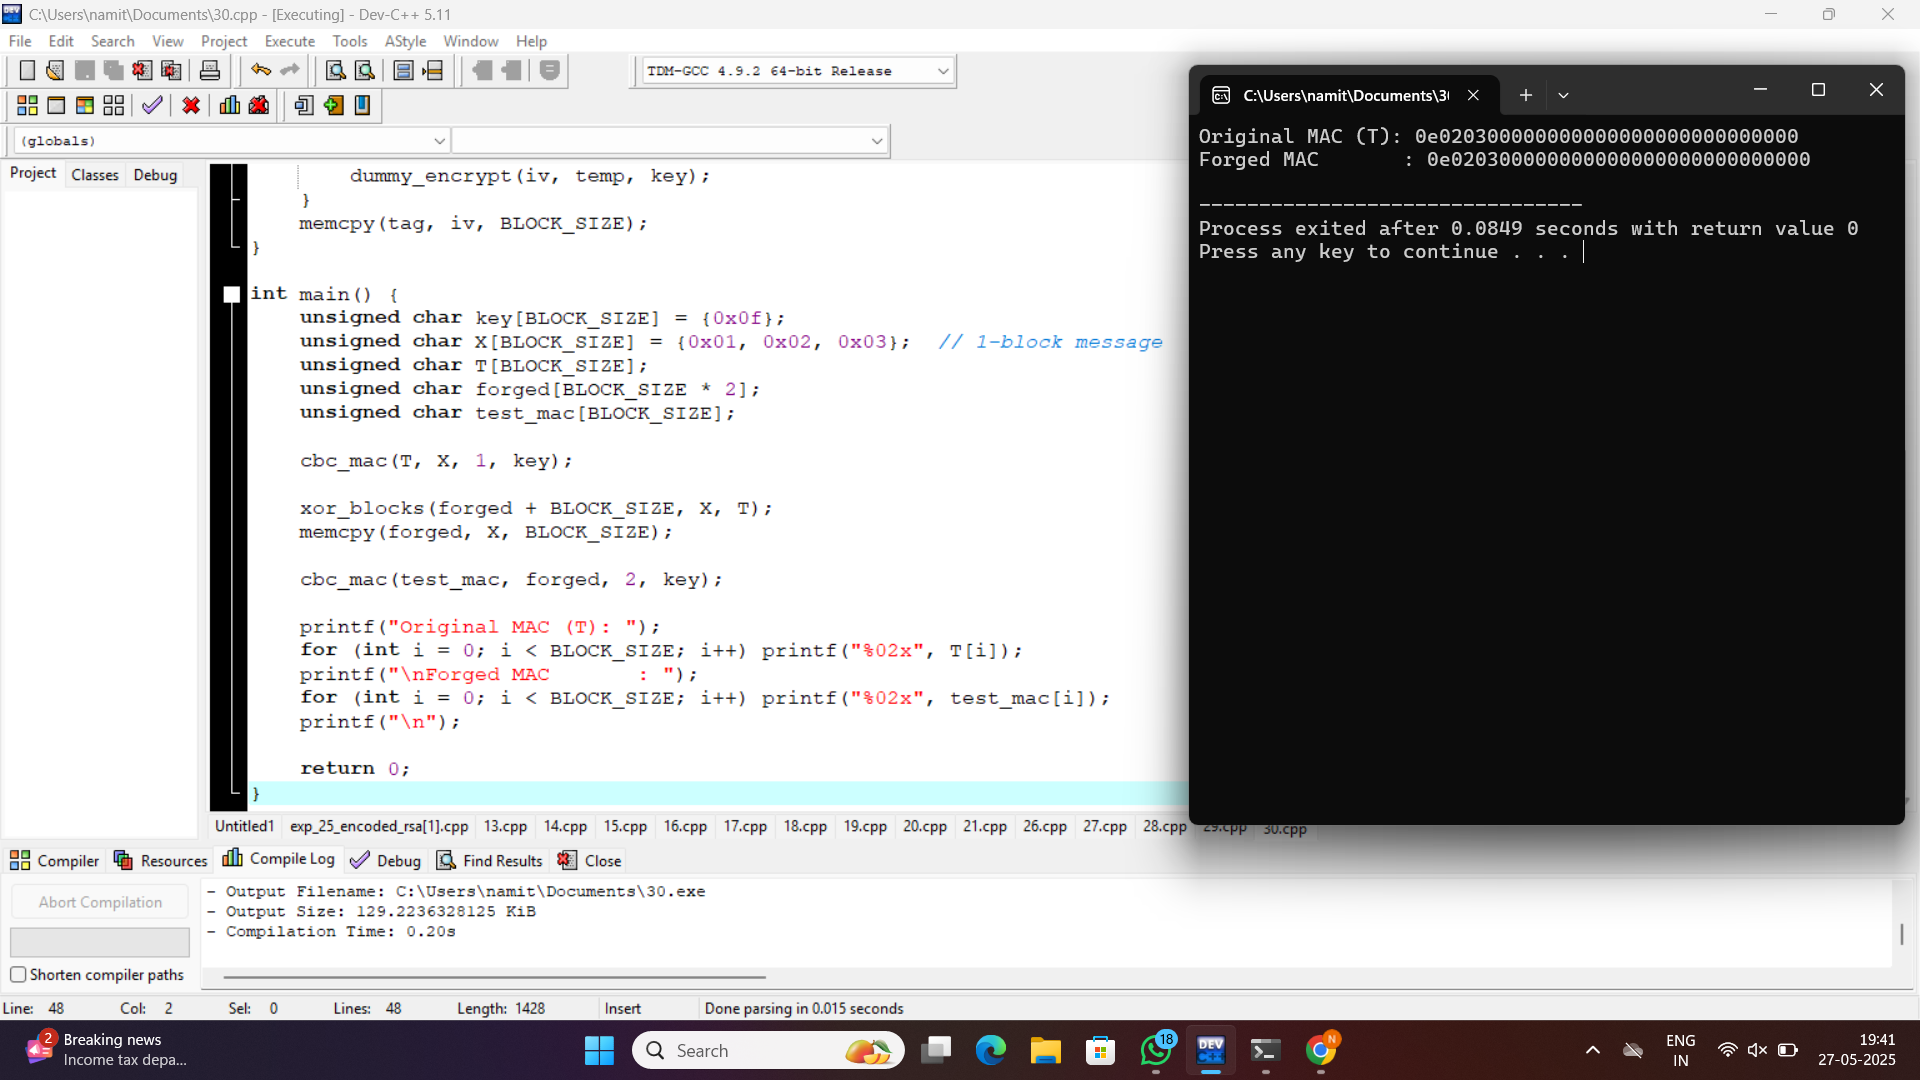 C:\Users\namit\Documents\30.cpp - [Executing] - Dev-C++ 5.11
File Edit Search View Project Execute Tools AStyle Window Help
TDM-GCC 4.9.2 64-bit Release
(globals)
Project Classes Debug
dummy_encrypt(iv, temp, key);
}
memcpy(tag, iv, BLOCK_SIZE);
}
int main() {
unsigned char key[BLOCK_SIZE] = {0x0f};
unsigned char X[BLOCK_SIZE] = {0x01, 0x02, 0x03}; // 1-block message
unsigned char T[BLOCK_SIZE];
unsigned char forged[BLOCK_SIZE * 2];
unsigned char test_mac[BLOCK_SIZE];
cbc_mac(T, X, 1, key);
xor_blocks(forged + BLOCK_SIZE, X, T);
memcpy(forged, X, BLOCK_SIZE);
cbc_mac(test_mac, forged, 2, key);
printf("Original MAC (T): ");
for (int i = 0; i < BLOCK_SIZE; i++) printf("%02x", T[i]);
printf("\nForged MAC       : ");
for (int i = 0; i < BLOCK_SIZE; i++) printf("%02x", test_mac[i]);
printf("\n");
return 0;
}
C:\Users\namit\Documents\3
Original MAC (T): 0e020300000000000000000000000000
Forged MAC       : 0e020300000000000000000000000000
--------------------------------
Process exited after 0.0849 seconds with return value 0
Press any key to continue . . .
Untitled1 exp_25_encoded_rsa[1].cpp 13.cpp 14.cpp 15.cpp 16.cpp 17.cpp 18.cpp 19.cpp 20.cpp 21.cpp 26.cpp 27.cpp 28.cpp 29.cpp 30.cpp
Compiler Resources Compile Log Debug Find Results Close
Abort Compilation
Shorten compiler paths
- Output Filename: C:\Users\namit\Documents\30.exe
- Output Size: 129.2236328125 KiB
- Compilation Time: 0.20s
Line: 48 Col: 2 Sel: 0 Lines: 48 Length: 1428 Insert Done parsing in 0.015 seconds
2
Breaking news
Income tax depa...
Search
18
DEV
N
ENG
IN
19:41
27-05-2025